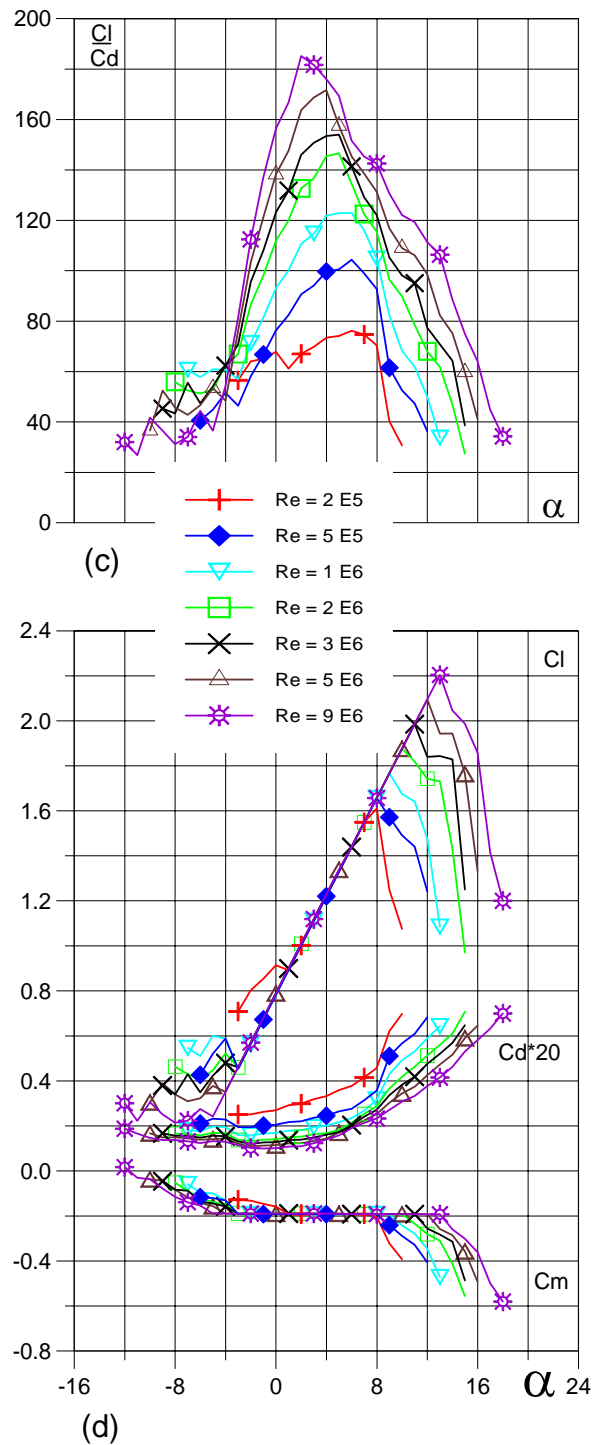 200
Cl
Cd
160
120
80
40
0
α
(c)
Re = 2 E5
Re = 5 E5
Re = 1 E6
Re = 2 E6
Re = 3 E6
Re = 5 E6
Re = 9 E6
2.4
Cl
2.0
1.6
1.2
0.8
Cd*20
0.4
0.0
-0.4
Cm
-0.8
-16 -8 0 8 16 α 24
(d)